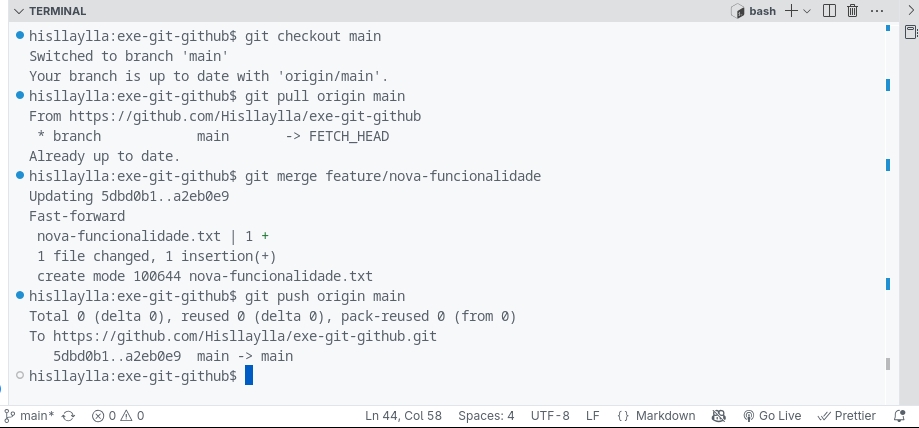 TERMINAL
bash
hisllaylla:exe-git-github$ git checkout main
Switched to branch 'main'
Your branch is up to date with 'origin/main'.
hisllaylla:exe-git-github$ git pull origin main
From https://github.com/Hisllaylla/exe-git-github
 * branch            main       -> FETCH_HEAD
Already up to date.
hisllaylla:exe-git-github$ git merge feature/nova-funcionalidade
Updating 5dbd0b1..a2eb0e9
Fast-forward
 nova-funcionalidade.txt | 1 +
 1 file changed, 1 insertion(+)
 create mode 100644 nova-funcionalidade.txt
hisllaylla:exe-git-github$ git push origin main
Total 0 (delta 0), reused 0 (delta 0), pack-reused 0 (from 0)
To https://github.com/Hisllaylla/exe-git-github.git
   5dbd0b1..a2eb0e9  main -> main
hisllaylla:exe-git-github$
main* 0 0 Ln 44, Col 58 Spaces: 4 UTF-8 LF {} Markdown Go Live Prettier